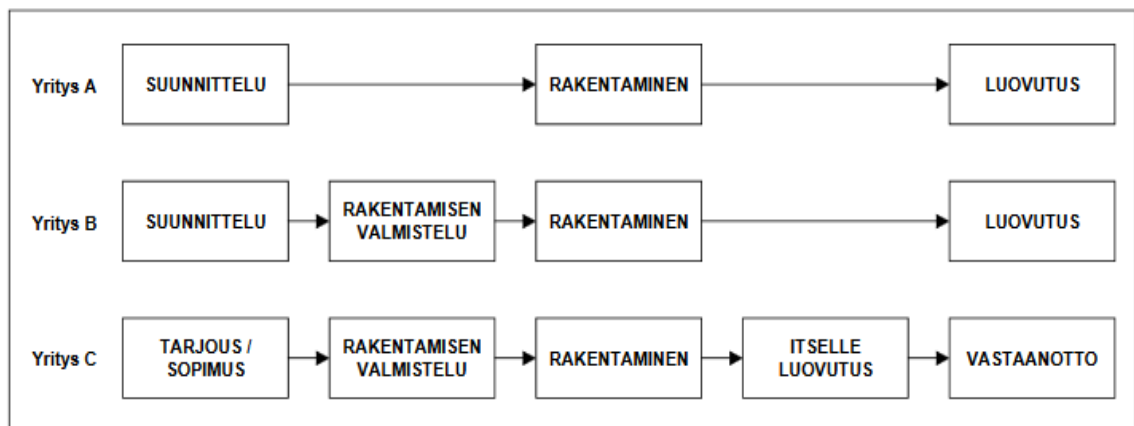 Yritys A
SUUNNITTELU
RAKENTAMINEN
LUOVUTUS
Yritys B
SUUNNITTELU
RAKENTAMISEN
VALMISTELU
RAKENTAMINEN
LUOVUTUS
Yritys C
TARJOUS /
SOPIMUS
RAKENTAMISEN
VALMISTELU
RAKENTAMINEN
ITSELLE
LUOVUTUS
VASTAANOTTO